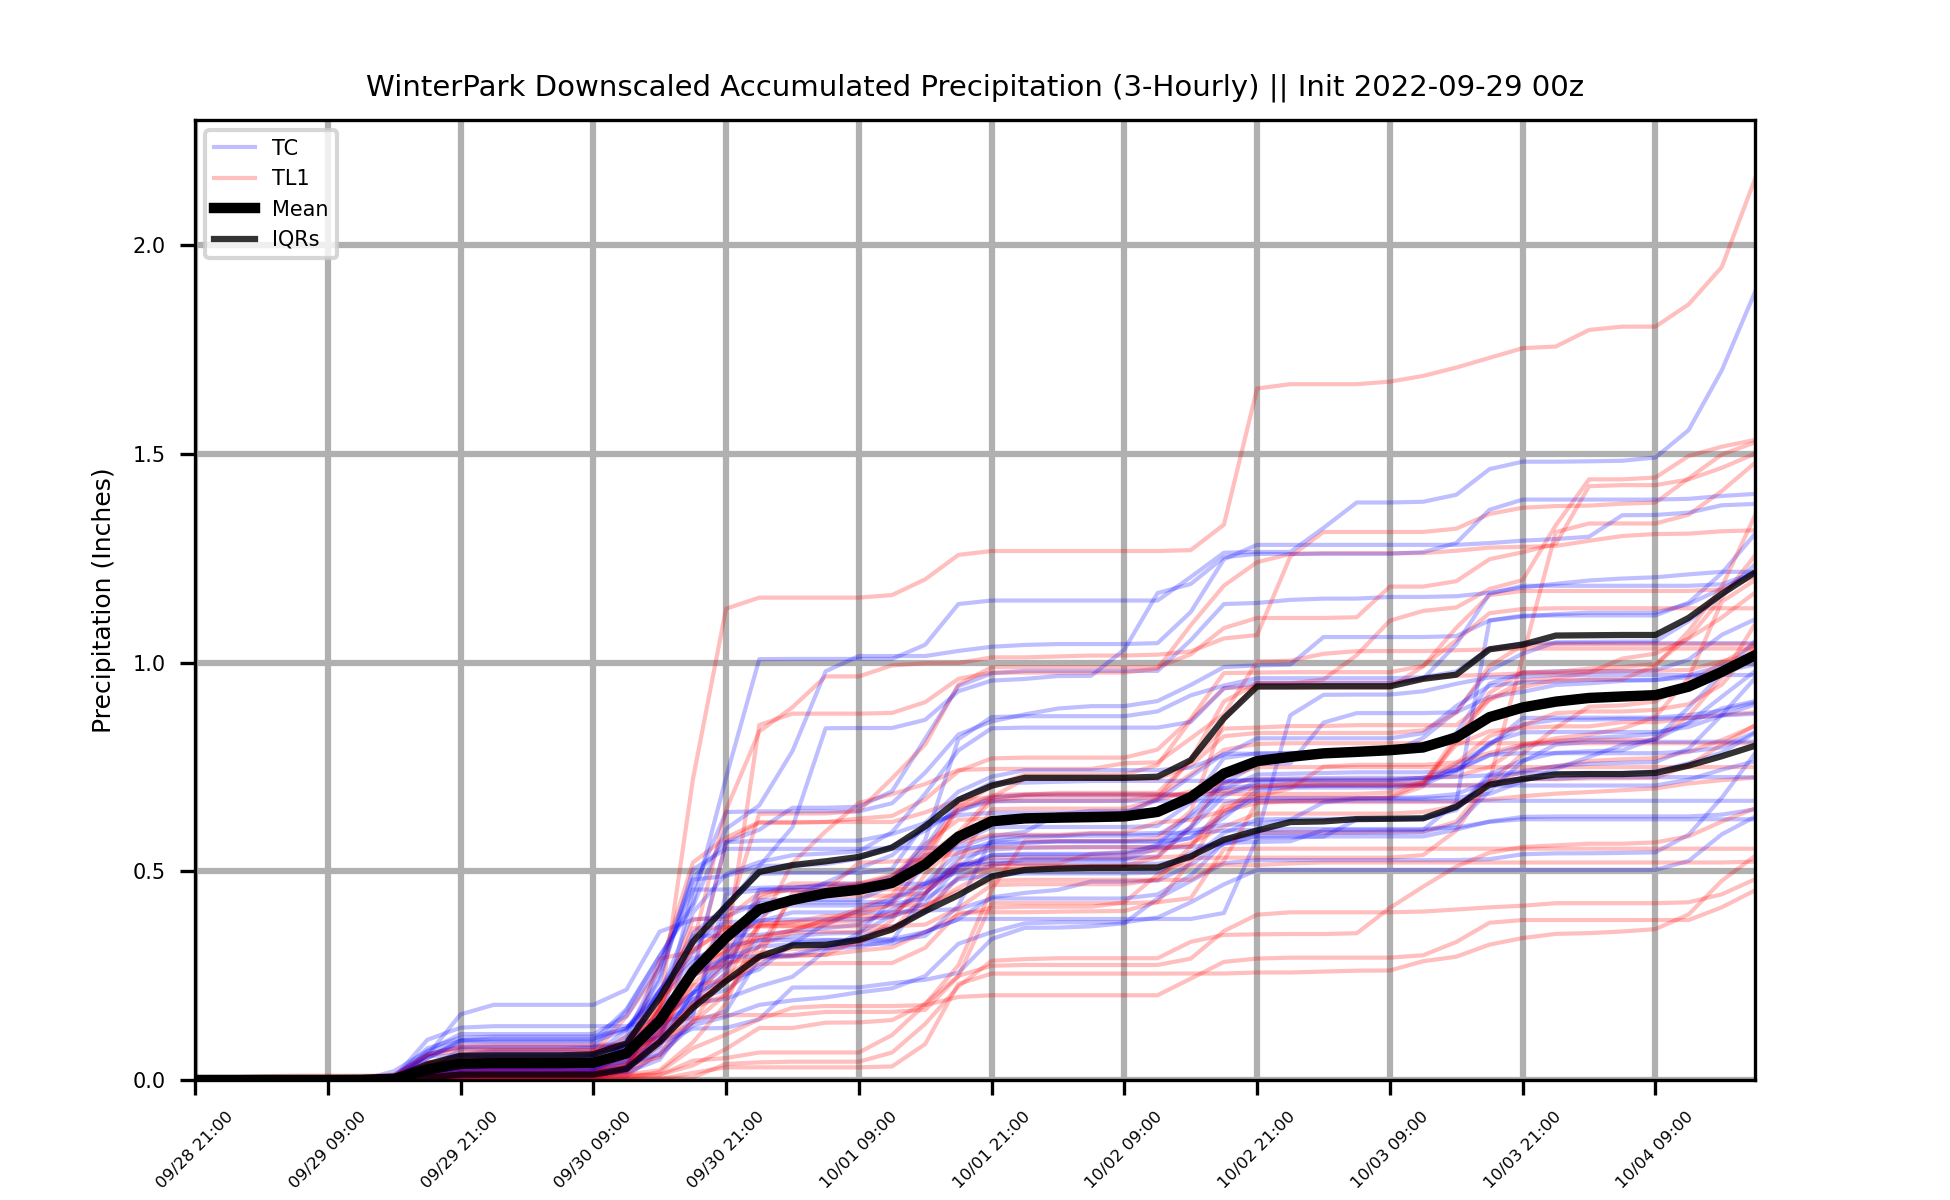 WinterPark Downscaled Accumulated Precipitation (3-Hourly) || Init 2022-09-29 00z
TC
TL1
Mean
IQRs
Precipitation (Inches)
2.0
1.5
1.0
0.5
0.0
09/28 21:00
09/29 09:00
09/29 21:00
09/30 09:00
09/30 21:00
10/01 09:00
10/01 21:00
10/02 09:00
10/02 21:00
10/03 09:00
10/03 21:00
10/04 09:00